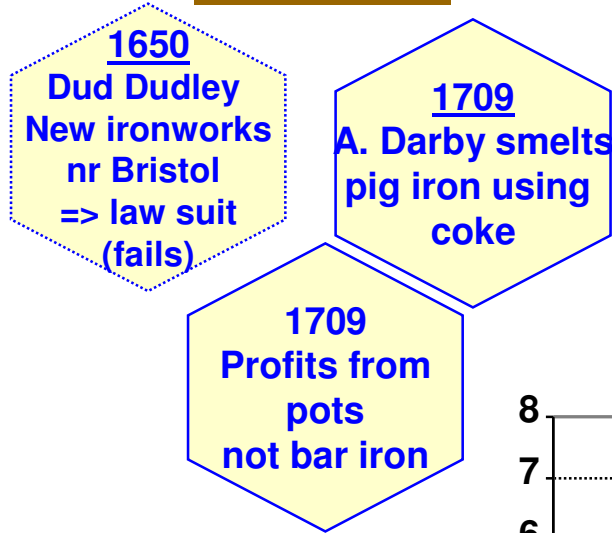 1650
Dud Dudley
New ironworks
nr Bristol
=> law suit
(fails)
1709
A. Darby smelts
pig iron using
coke
1709
Profits from
pots
not bar iron
8
7
6